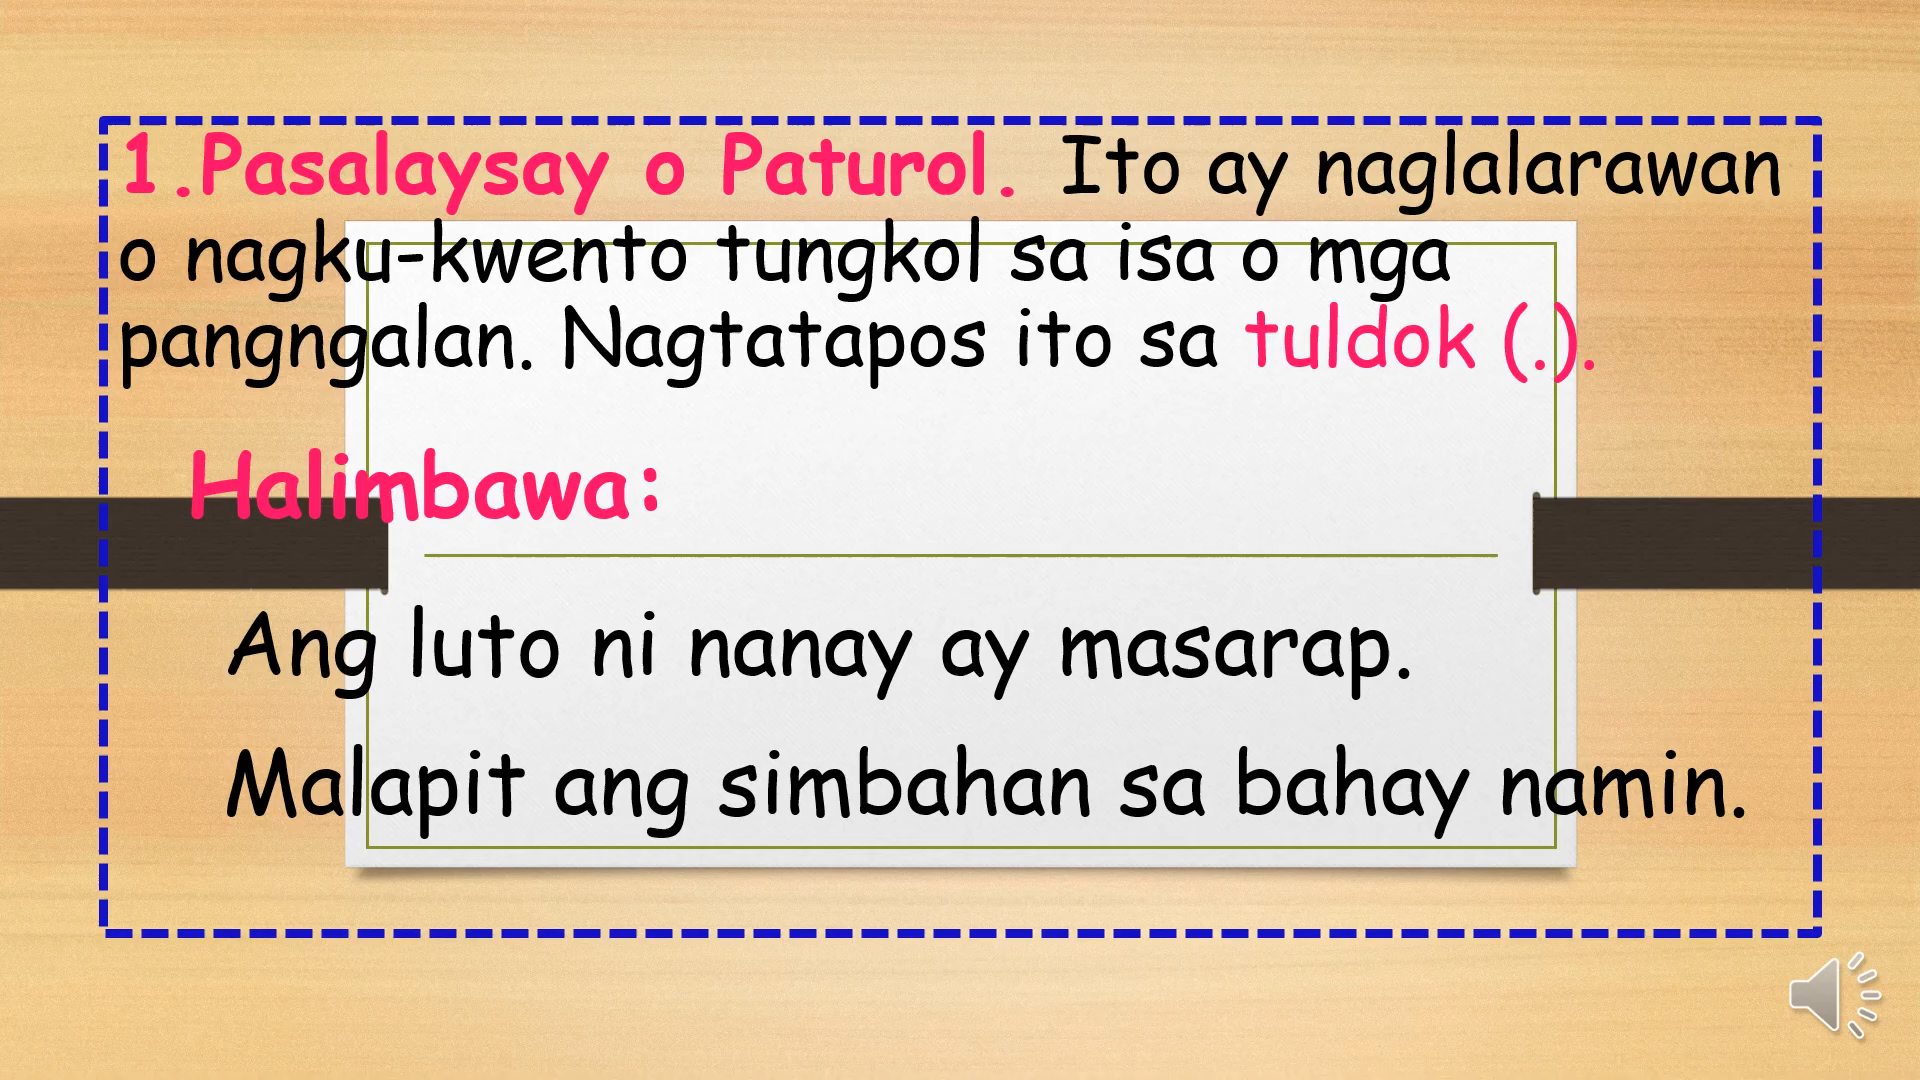 1.Pasalaysay o Paturol. Ito ay naglalarawan
o nagku-kwento tungkol sa isa o mga
pangngalan. Nagtatapos ito sa tuldok (.).
Halimbawa:
Ang luto ni nanay ay masarap.
Malapit ang simbahan sa bahay namin.